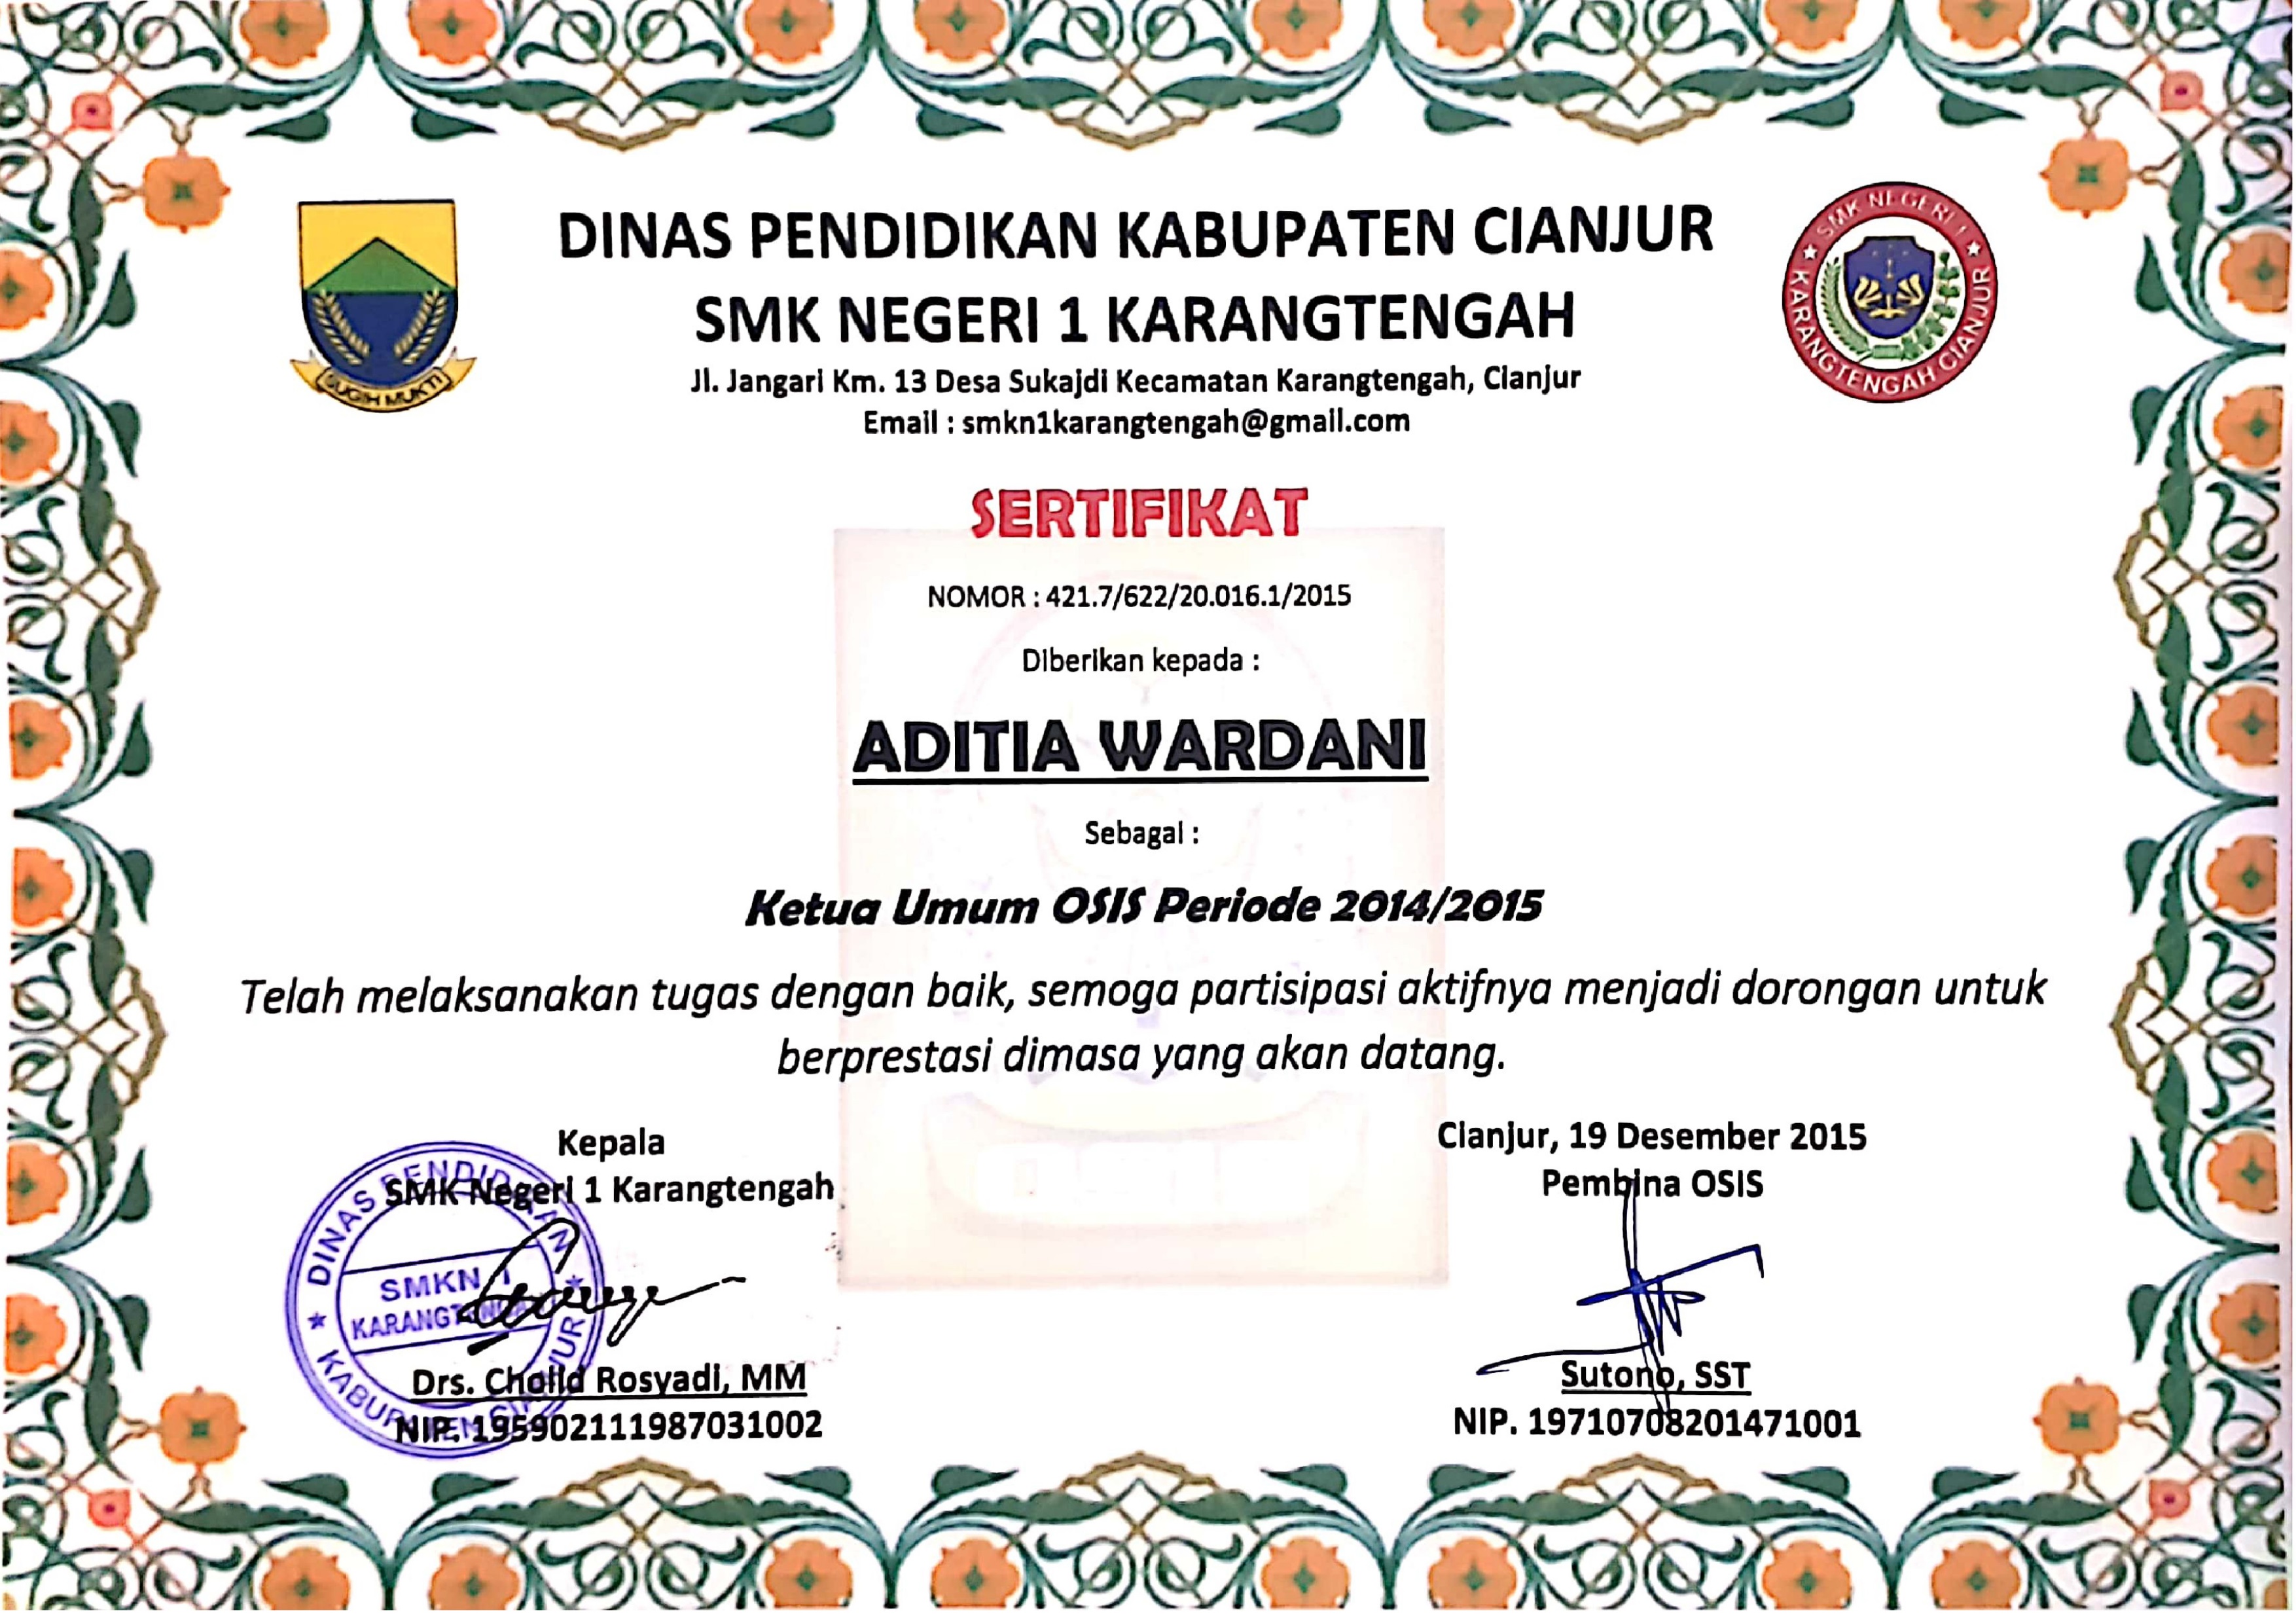 DINAS PENDIDIKAN KABUPATEN CIANJUR
SMK NEGERI 1 KARANGTENGAH
Jl. Jangari Km. 13 Desa Sukajdi Kecamatan Karangtengah, Cianjur
Email : smkn1karangtengah@gmail.com
SUGIH MUKTI
SMK NEGERI 1
KARANGTENGAH CIANJUR
SERTIFIKAT
NOMOR : 421.7/622/20.016.1/2015
Diberikan kepada :
ADITIA WARDANI
Sebagai :
Ketua Umum OSIS Periode 2014/2015
Telah melaksanakan tugas dengan baik, semoga partisipasi aktifnya menjadi dorongan untuk
berprestasi dimasa yang akan datang.
Kepala
SMK Negeri 1 Karangtengah
DINAS PENDIDIKAN
SMKN 1
KARANGTENGAH
KABUPATEN CIANJUR
Drs. Cholid Rosyadi, MM
NIP. 195902111987031002
Cianjur, 19 Desember 2015
Pembina OSIS
Sutono, SST
NIP. 19710708201471001